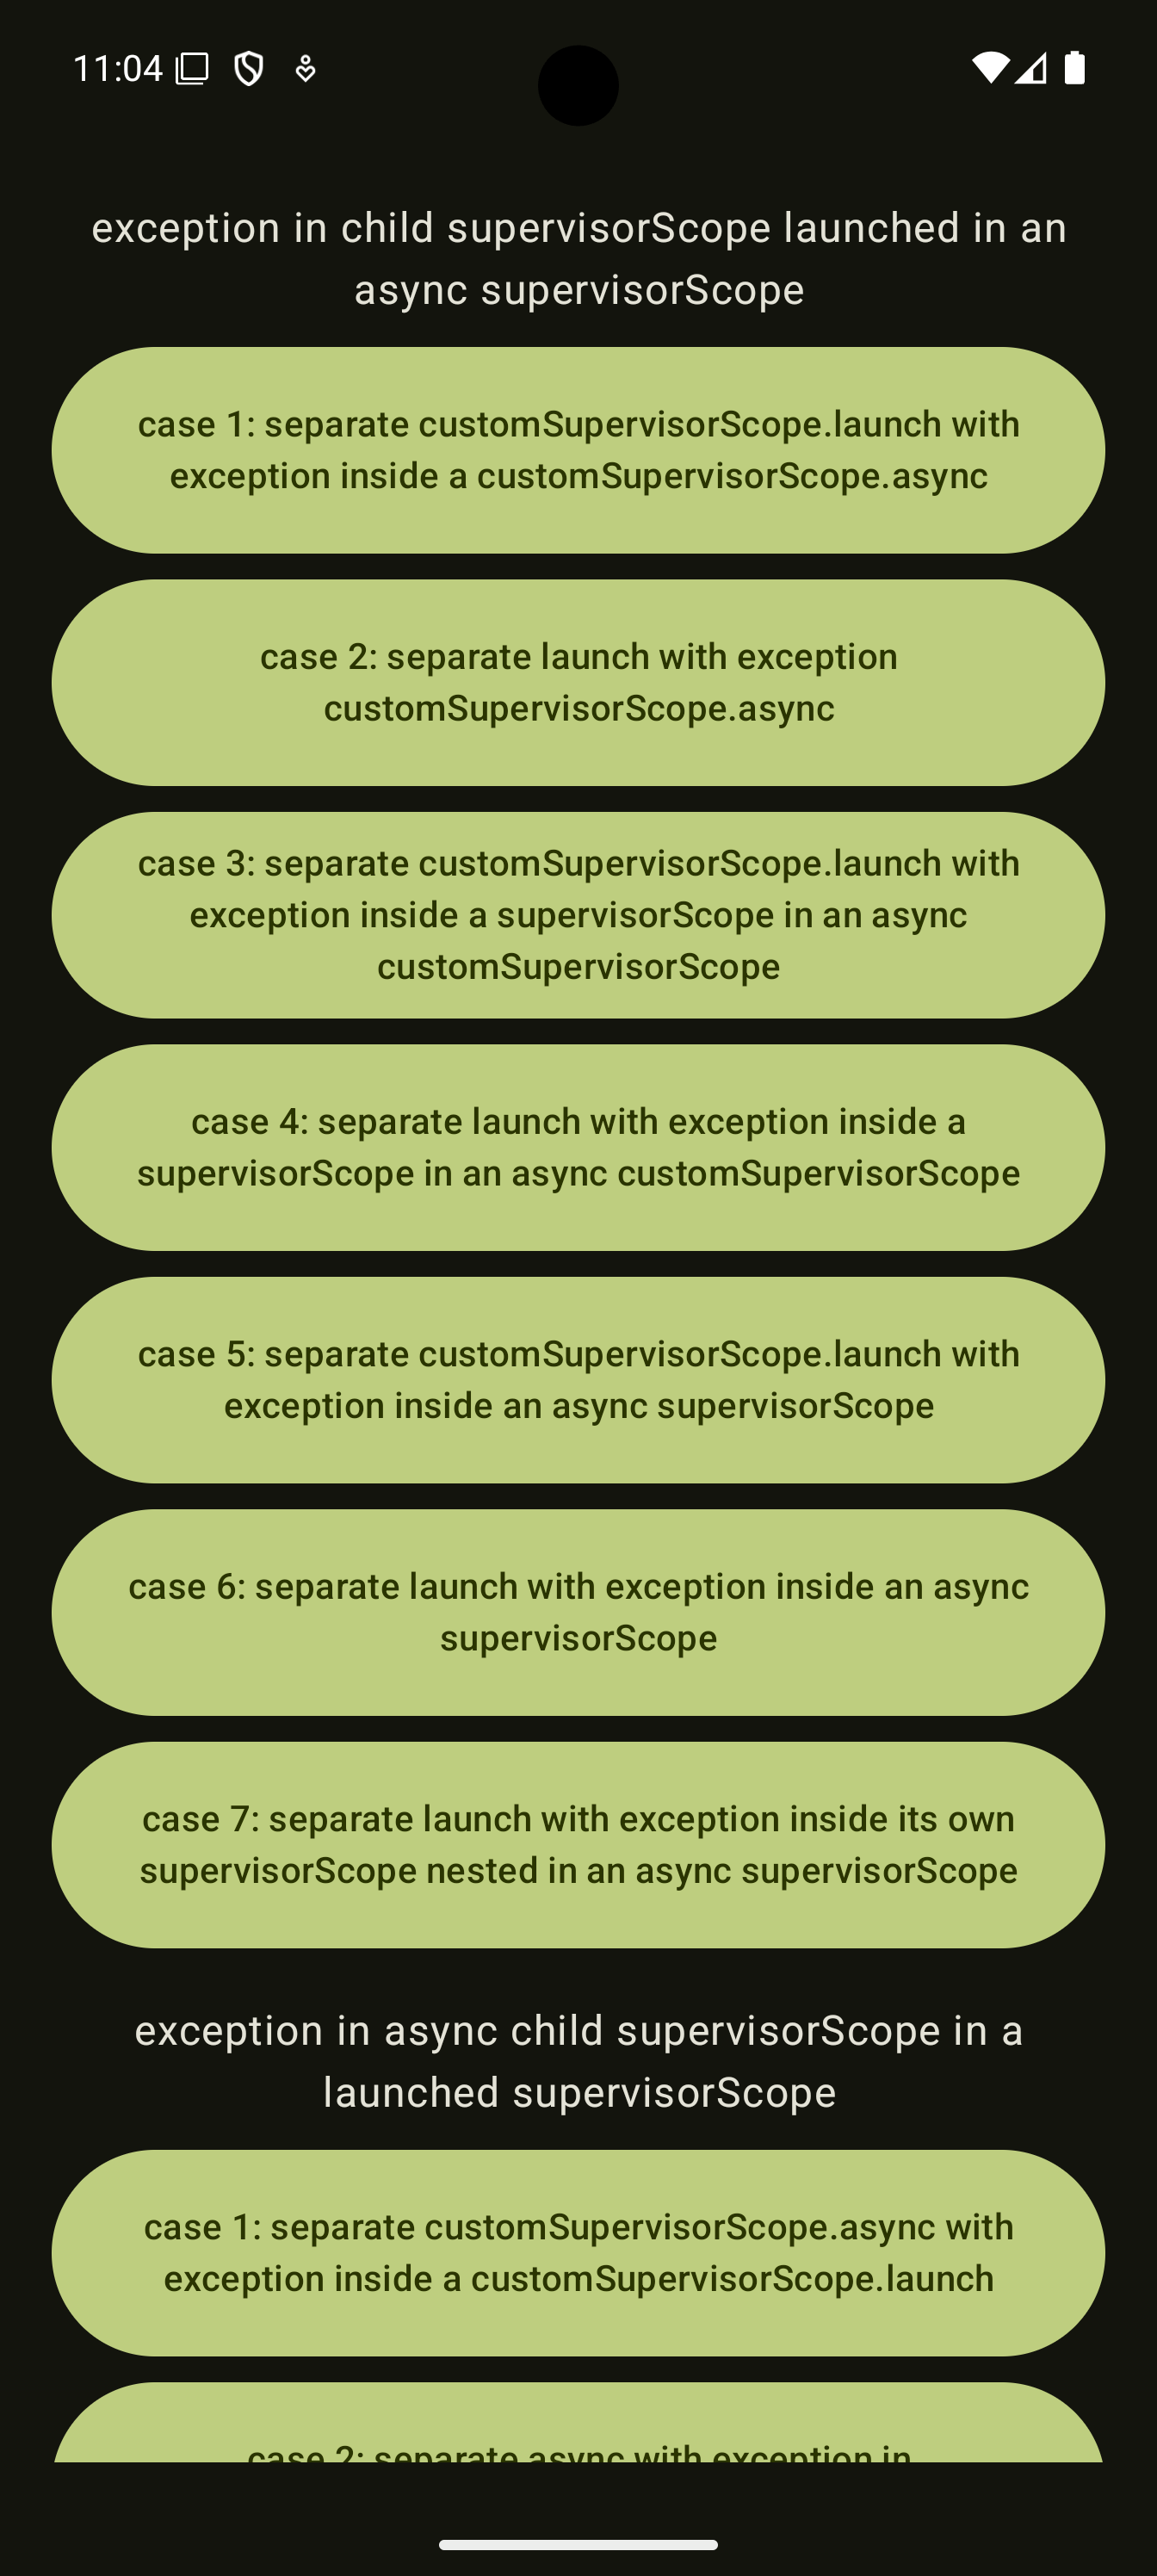 11:04
exception in child supervisorScope launched in an
async supervisorScope
case 1: separate customSupervisorScope.launch with
exception inside a customSupervisorScope.async
case 2: separate launch with exception
customSupervisorScope.async
case 3: separate customSupervisorScope.launch with
exception inside a supervisorScope in an async
customSupervisorScope
case 4: separate launch with exception inside a
supervisorScope in an async customSupervisorScope
case 5: separate customSupervisorScope.launch with
exception inside an async supervisorScope
case 6: separate launch with exception inside an async
supervisorScope
case 7: separate launch with exception inside its own
supervisorScope nested in an async supervisorScope
exception in async child supervisorScope in a
launched supervisorScope
case 1: separate customSupervisorScope.async with
exception inside a customSupervisorScope.launch
case 2: separate async with exception in